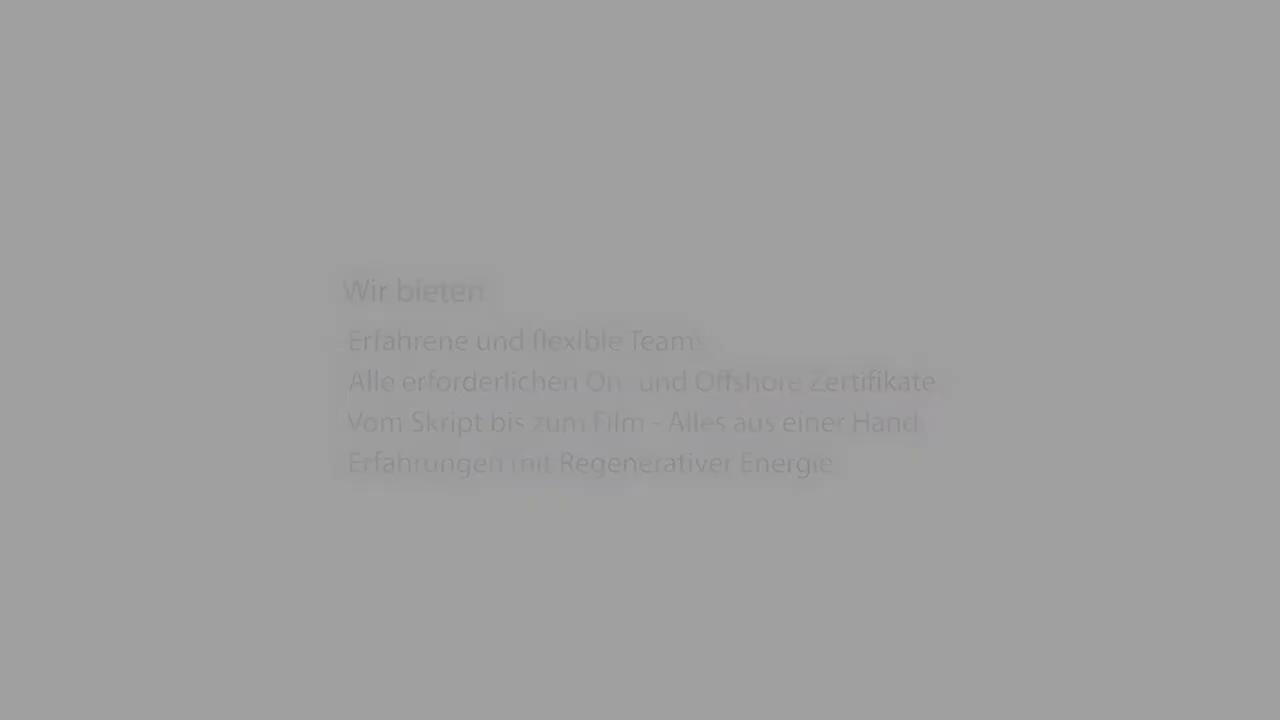 Wir bieten
Erfahrene und flexible Teams
Alle erforderlichen On- und Offshore Zertifikate
Vom Skript bis zum Film - Alles aus einer Hand
Erfahrungen mit Regenerativer Energie